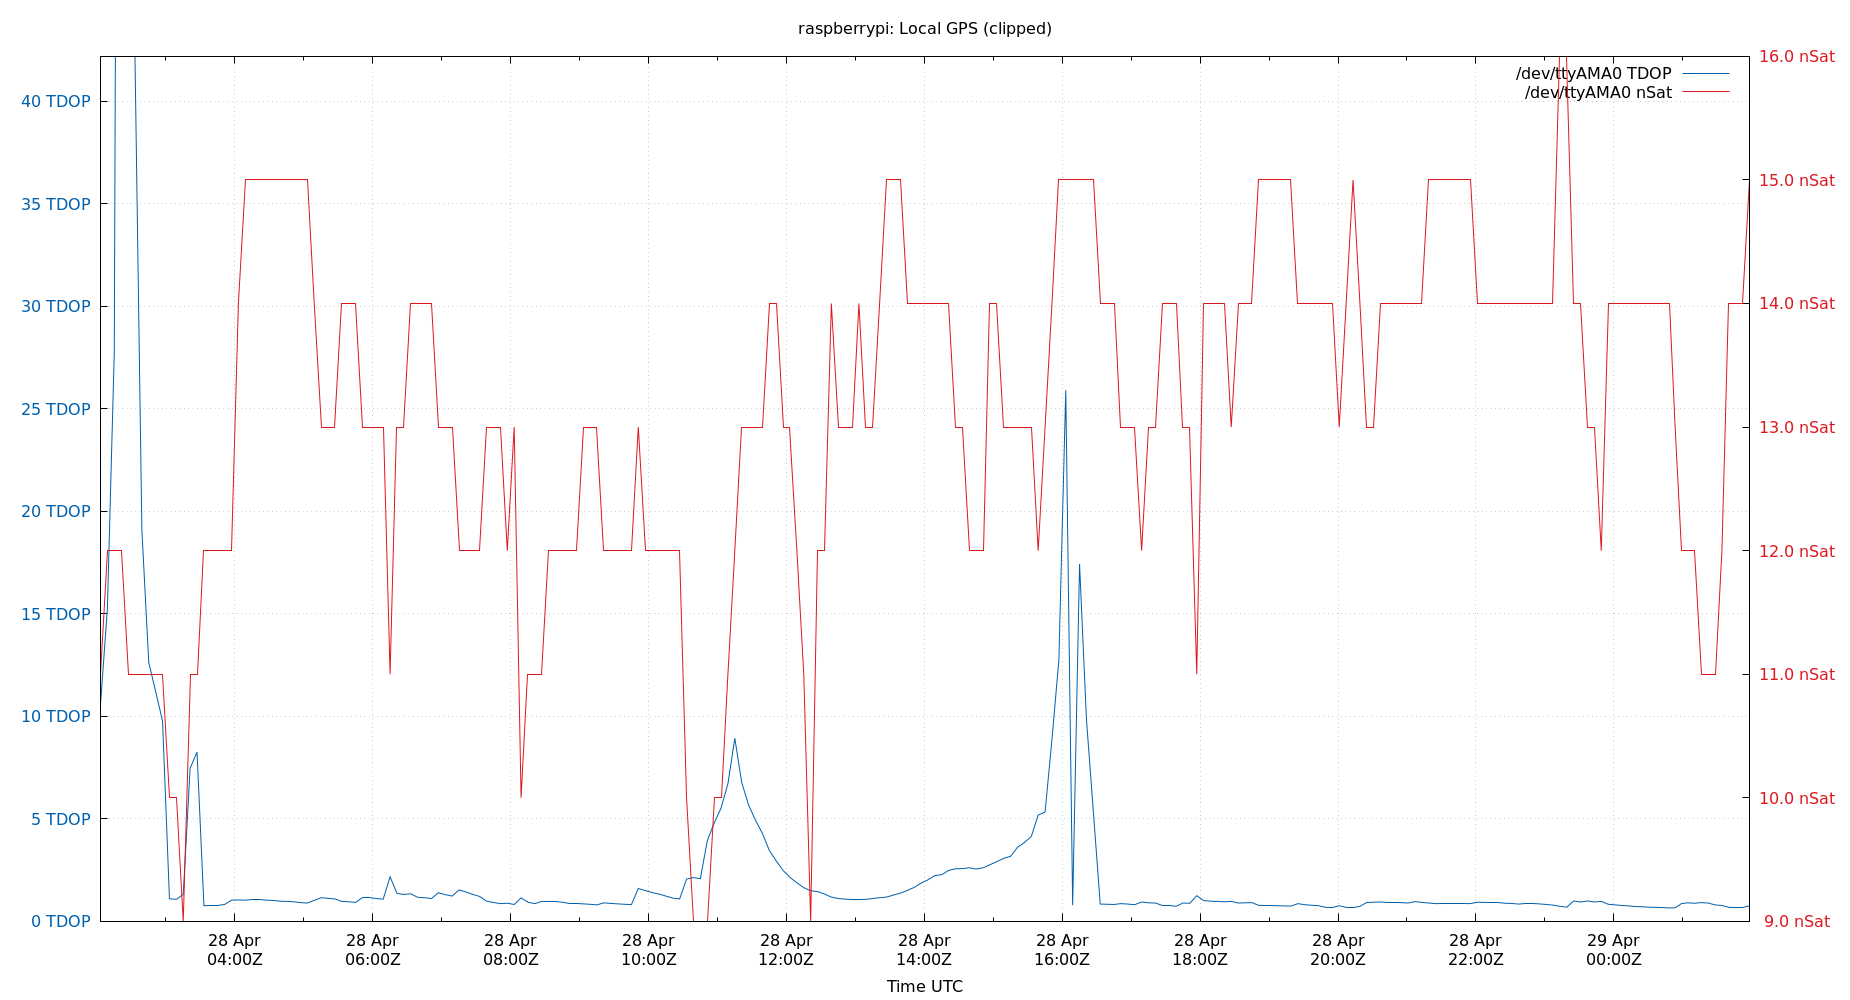 raspberrypi: Local GPS (clipped)
/dev/ttyAMA0 TDOP
/dev/ttyAMA0 nSat
40 TDOP
35 TDOP
30 TDOP
25 TDOP
20 TDOP
15 TDOP
10 TDOP
5 TDOP
0 TDOP
16.0 nSat
15.0 nSat
14.0 nSat
13.0 nSat
12.0 nSat
11.0 nSat
10.0 nSat
9.0 nSat
28 Apr
04:00Z
28 Apr
06:00Z
28 Apr
08:00Z
28 Apr
10:00Z
28 Apr
12:00Z
28 Apr
14:00Z
28 Apr
16:00Z
28 Apr
18:00Z
28 Apr
20:00Z
28 Apr
22:00Z
29 Apr
00:00Z
Time UTC